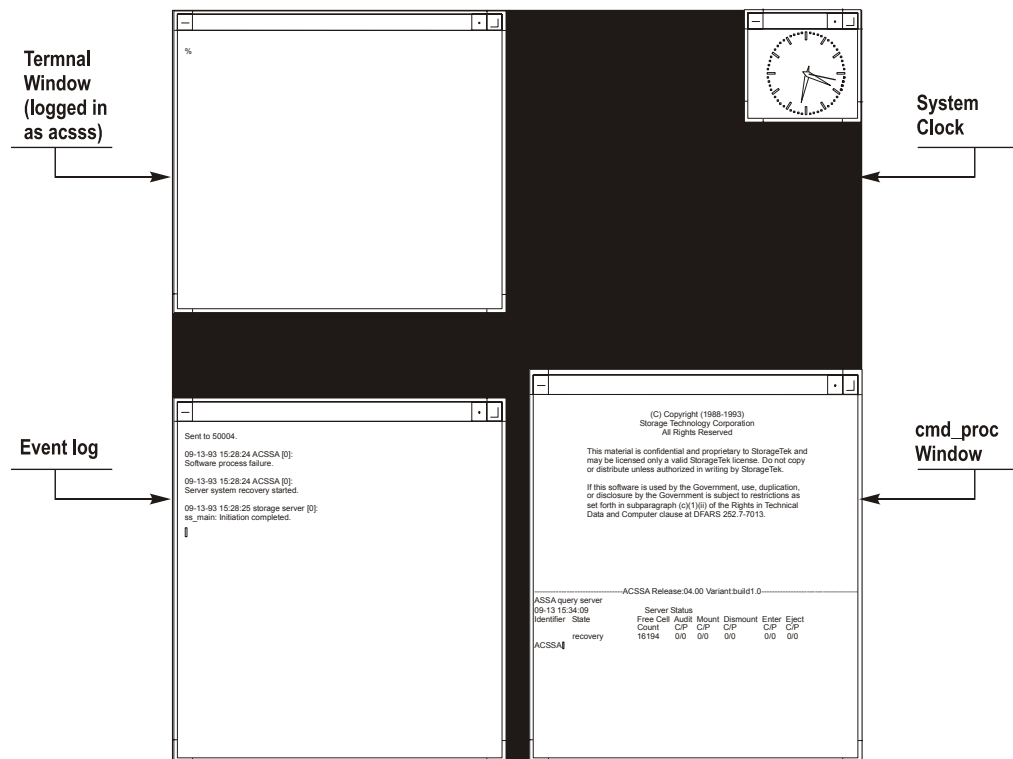 Termnal
Window
(logged in
as acsss)
%
System
Clock
Event log
Sent to 50004.
09-13-93 15:28:24 ACSSA [0]:
Software process failure.
09-13-93 15:28:24 ACSSA [0]:
Server system recovery started.
09-13-93 15:28:25 storage server [0]:
ss_main: Initiation completed.
cmd_proc
Window
(C) Copyright (1988-1993)
Storage Technology Corporation
All Rights Reserved
This material is confidential and proprietary to StorageTek and
may be licensed only a valid StorageTek license. Do not copy
or distribute unless authorized in writing by StorageTek.
If this software is used by the Government, use, duplication,
or disclosure by the Government is subject to restrictions as
set forth in subparagraph (c)(1)(ii) of the Rights in Technical
Data and Computer clause at DFARS 252.7-7013.
ACSSA Release:04.00 Variant:build1.0
ASSA query server
09-13 15:34:09 Server Status
Identifier State Free Cell Audit Mount Dismount Enter Eject
Count C/P C/P C/P C/P C/P
recovery 16194 0/0 0/0 0/0 0/0 0/0
ACSSA